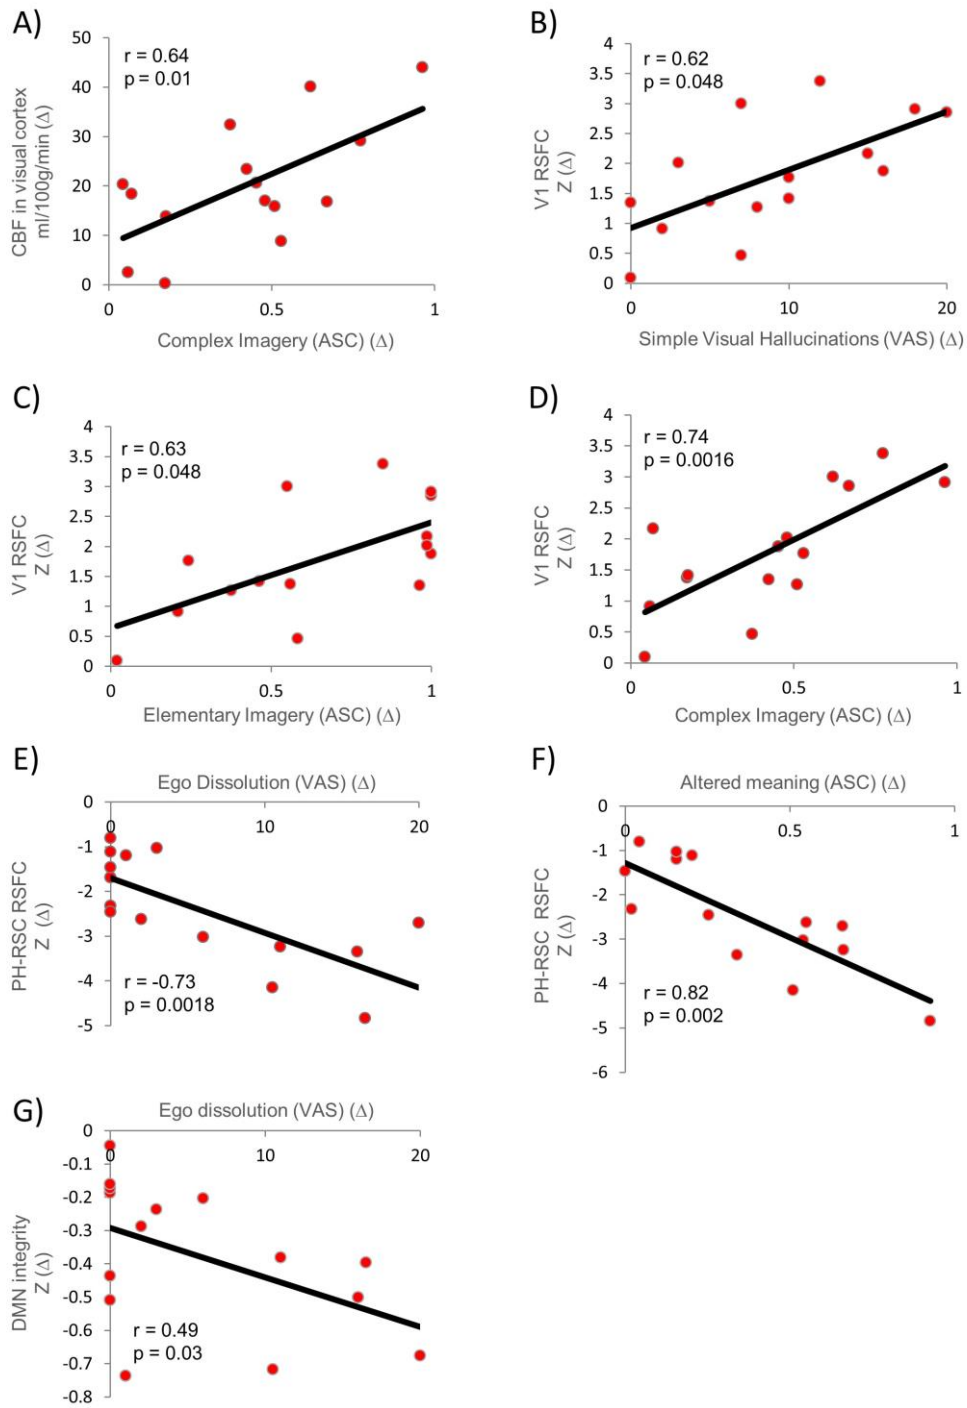 A)
r = 0.64
p = 0.01
CBF in visual cortex
ml/100g/min (Δ)
50
40
30
20
10
0
0
0.5
1
Complex Imagery (ASC) (Δ)
B)
r = 0.62
p = 0.048
V1 RSFC
Z (Δ)
4
3.5
3
2.5
2
1.5
1
0.5
0
0
10
20
Simple Visual Hallucinations (VAS) (Δ)
C)
r = 0.63
p = 0.048
V1 RSFC
Z (Δ)
4
3.5
3
2.5
2
1.5
1
0.5
0
0
0.5
1
Elementary Imagery (ASC) (Δ)
D)
r = 0.74
p = 0.0016
V1 RSFC
Z (Δ)
4
3.5
3
2.5
2
1.5
1
0.5
0
0
0.5
1
Complex Imagery (ASC) (Δ)
E)
Ego Dissolution (VAS) (Δ)
0
10
20
PH-RSC RSFC
Z (Δ)
0
-1
-2
-3
-4
-5
r = -0.73
p = 0.0018
F)
Altered meaning (ASC) (Δ)
0
0.5
1
PH-RSC RSFC
Z (Δ)
0
-1
-2
-3
-4
-5
-6
r = 0.82
p = 0.002
G)
Ego dissolution (VAS) (Δ)
0
10
20
DMN integrity
Z (Δ)
0
-0.1
-0.2
-0.3
-0.4
-0.5
-0.6
-0.7
-0.8
r = 0.49
p = 0.03